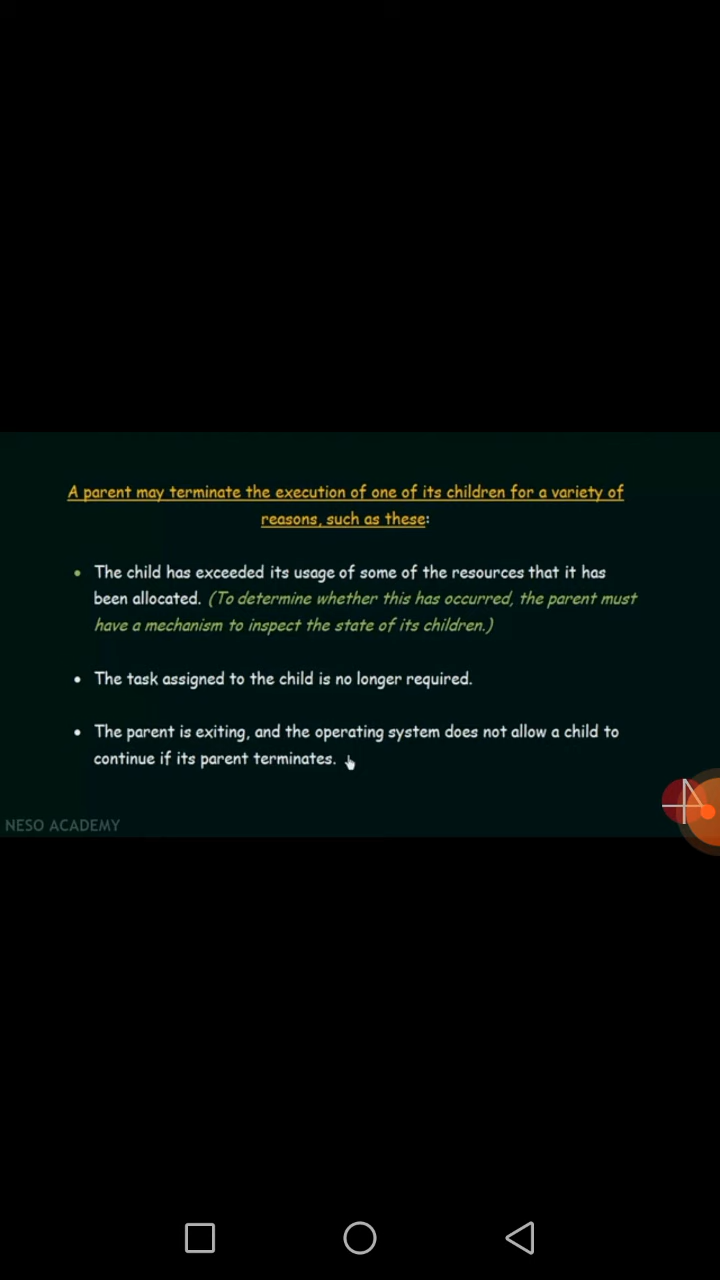 A parent may terminate the execution of one of its children for a variety of
reasons, such as these:
• The child has exceeded its usage of some of the resources that it has
been allocated. (To determine whether this has occurred, the parent must
have a mechanism to inspect the state of its children.)
• The task assigned to the child is no longer required.
• The parent is exiting, and the operating system does not allow a child to
continue if its parent terminates.
NESO ACADEMY